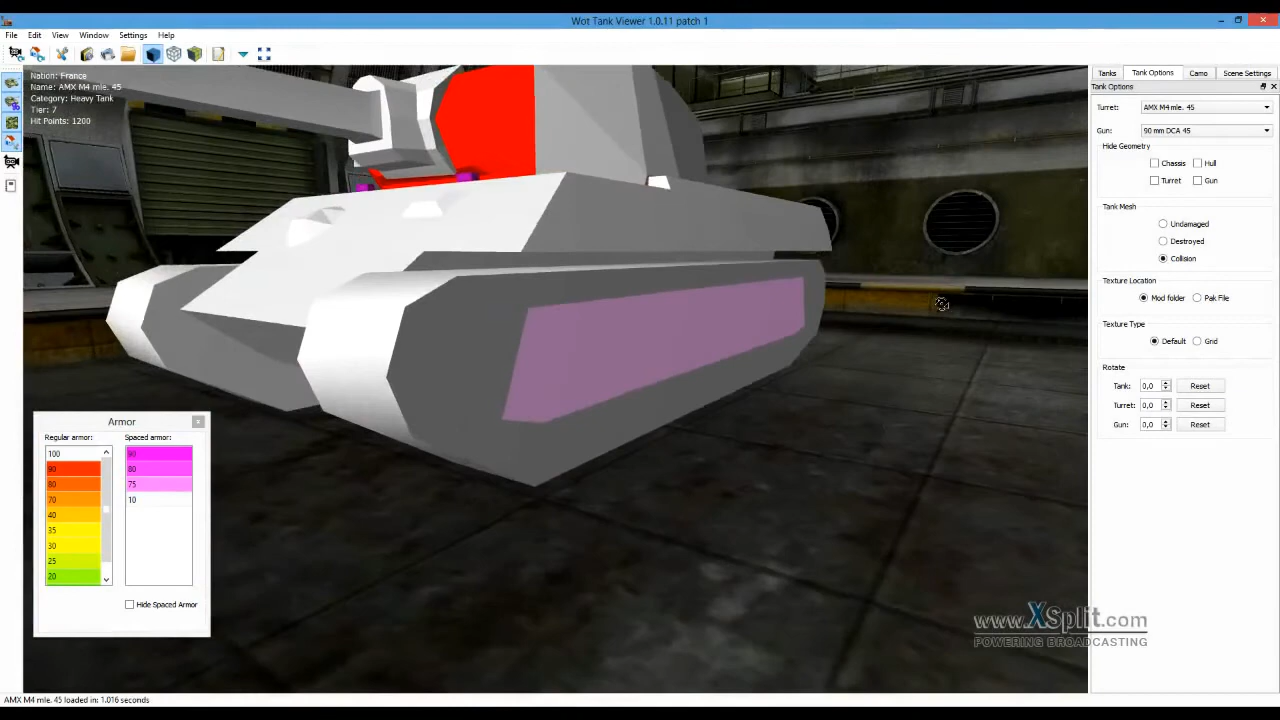 Wot Tank Viewer 1.0.11 patch 1
File Edit View Window Settings Help
Nation: France
Name: AMX M4 mle. 45
Category: Heavy Tank
Tier: 7
Hit Points: 1200
Tanks Tank Options Camo Scene Settings
Tank Options
Turret: AMX M4 mle. 45
Gun: 90 mm DCA 45
Hide Geometry
Chassis Hull
Turret Gun
Tank Mesh
Undamaged
Destroyed
Collision
Texture Location
Mod folder Pak File
Texture Type
Default Grid
Rotate
Tank: 0,0 Reset
Turret: 0,0 Reset
Gun: 0,0 Reset
Armor
Regular armor: Spaced armor:
100 90
90 80
80 75
70 10
40
35
30
25
20
Hide Spaced Armor
www.XSplit.com
POWERING BROADCASTING
AMX M4 mle. 45 loaded in: 1.016 seconds